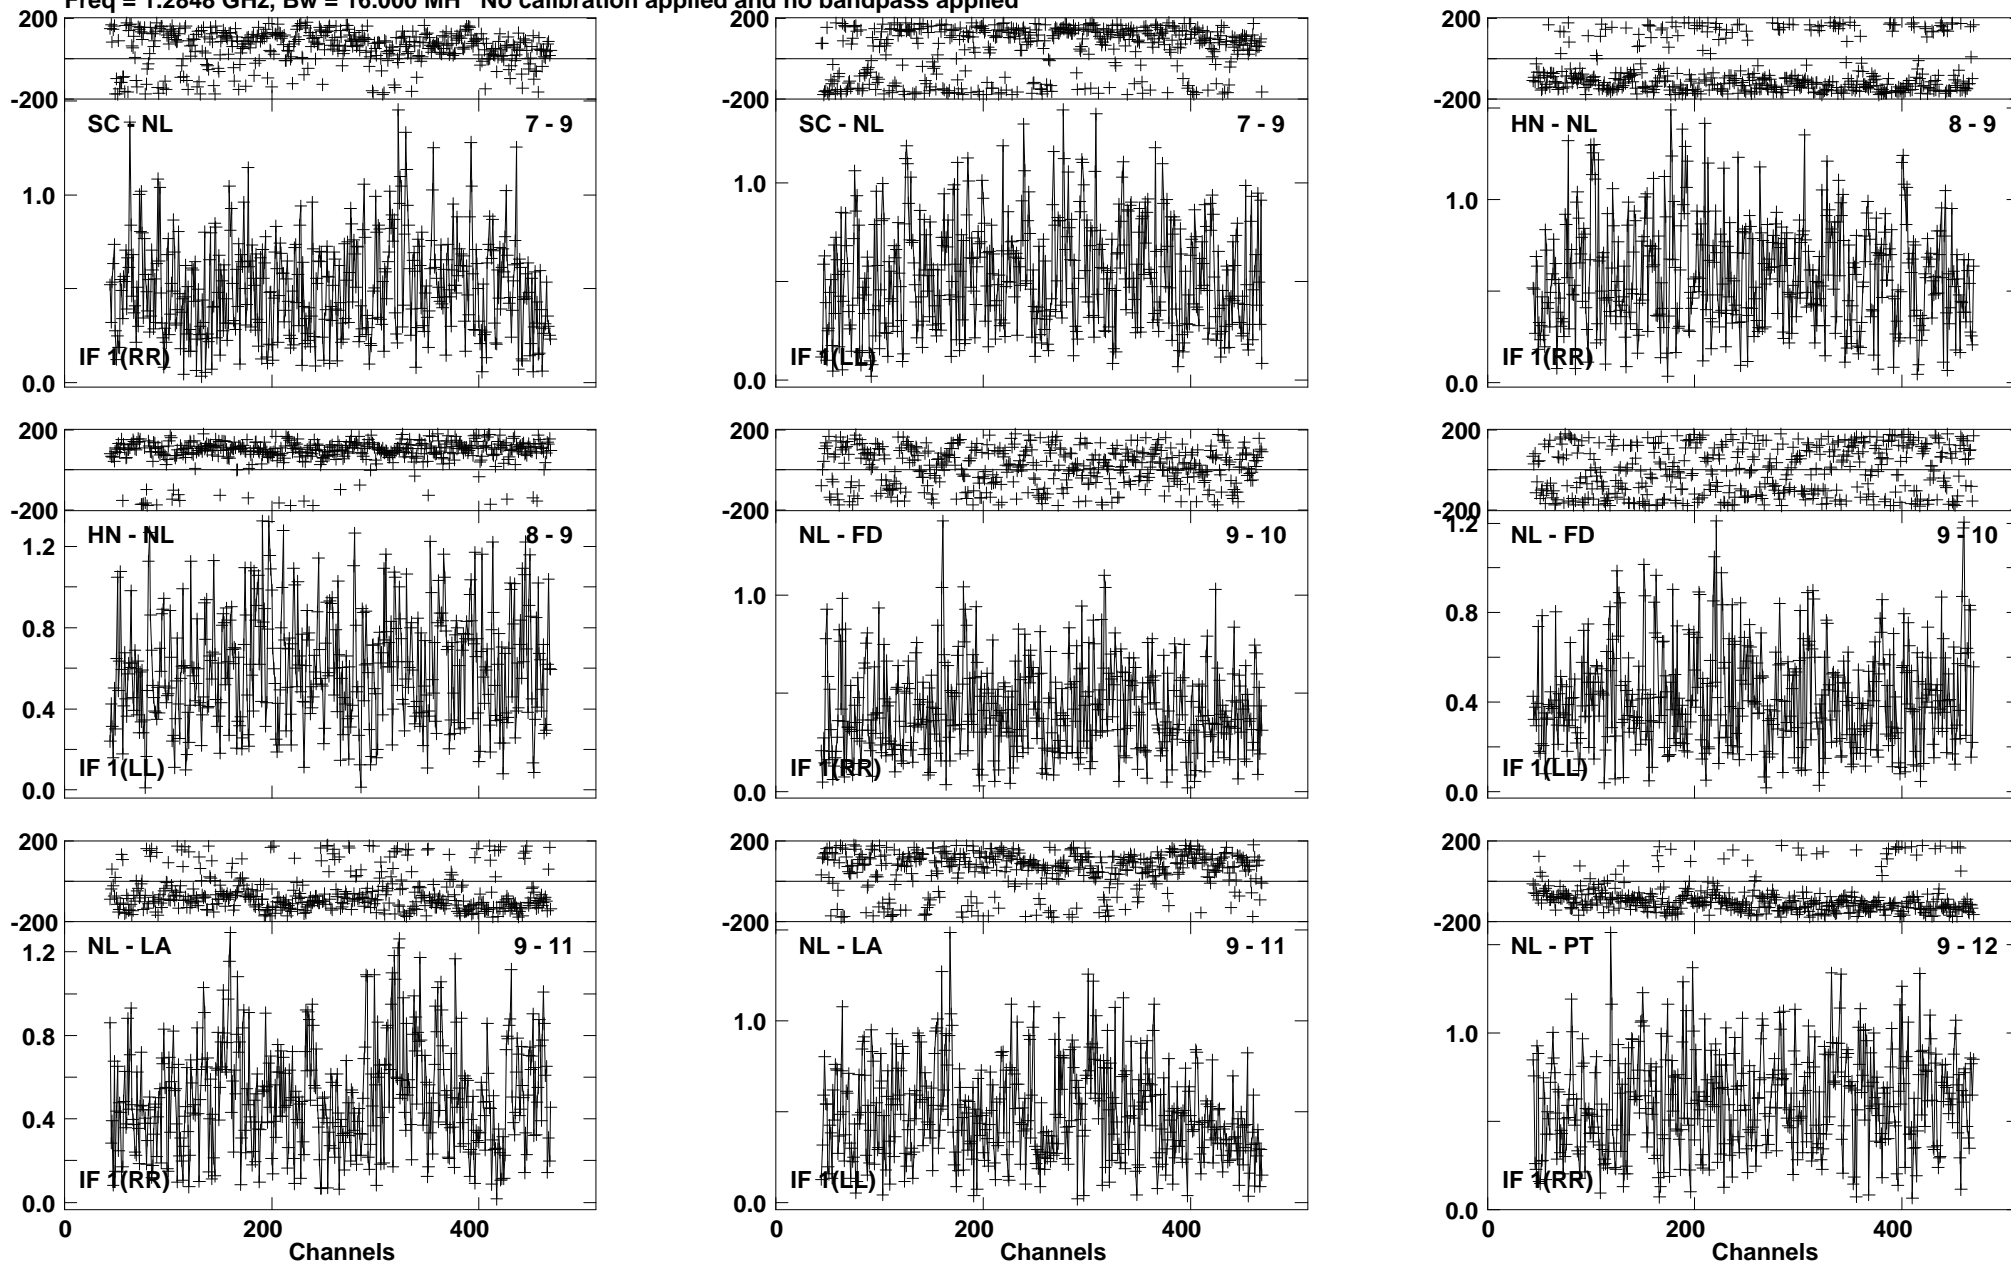 Freq = 1.2848 GHz, Bw = 16.000 MH No calibration applied and no bandpass applied
200
-200
SC - NL 7 - 9
1.0
IF 1(RR)
0.0
200
-200
SC - NL 7 - 9
1.0
IF 1(LL)
0.0
200
-200
HN - NL 8 - 9
1.0
IF 1(RR)
0.0
200
-200
HN - NL 8 - 9
1.2
0.8
0.4
IF 1(LL)
0.0
200
-200
NL - FD 9 - 10
1.0
IF 1(RR)
0.0
200
-200
1.2
NL - FD 9 - 10
0.8
0.4
IF 1(LL)
0.0
200
-200
NL - LA 9 - 11
1.2
0.8
0.4
IF 1(RR)
0.0
0 200 400
Channels
200
-200
NL - LA 9 - 11
1.0
IF 1(LL)
0.0
200 400
200
-200
NL - PT 9 - 12
1.0
IF 1(RR)
0.0
0 200 400
Channels